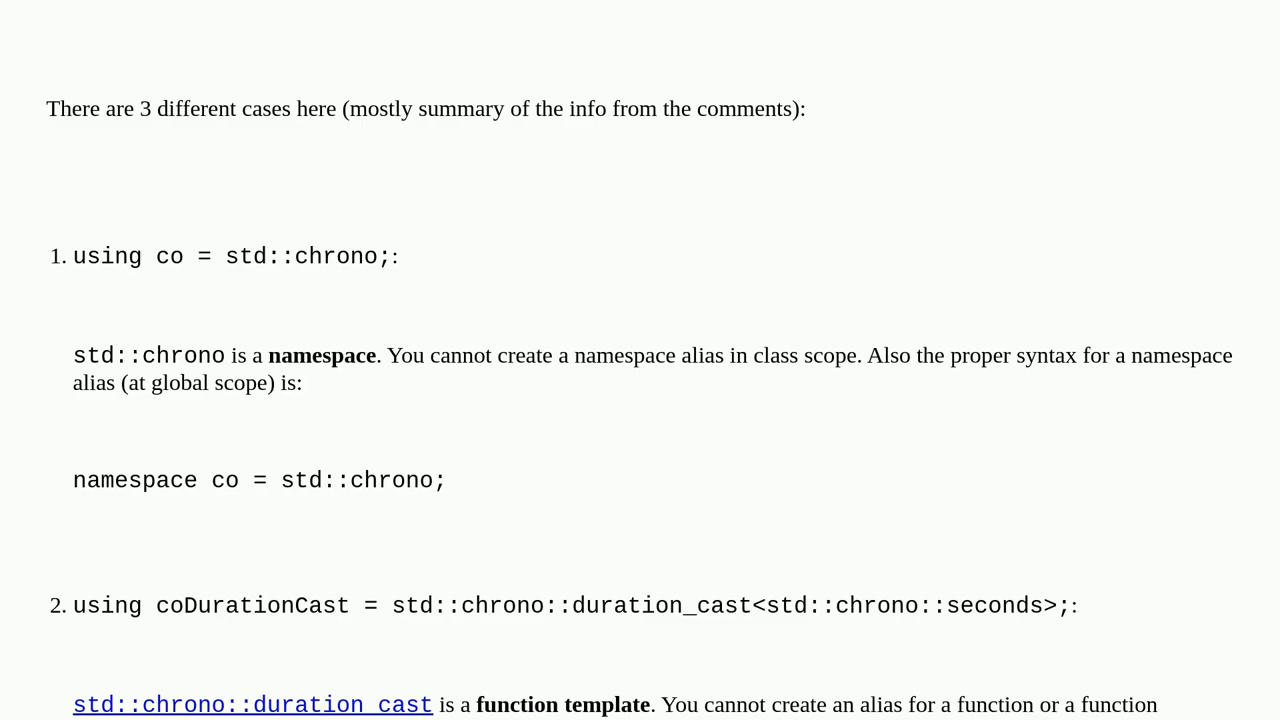 There are 3 different cases here (mostly summary of the info from the comments):
1. using co = std::chrono;:
std::chrono is a namespace. You cannot create a namespace alias in class scope. Also the proper syntax for a namespace
alias (at global scope) is:
namespace co = std::chrono;
2. using coDurationCast = std::chrono::duration_cast<std::chrono::seconds>;:
std::chrono::duration_cast is a function template. You cannot create an alias for a function or a function